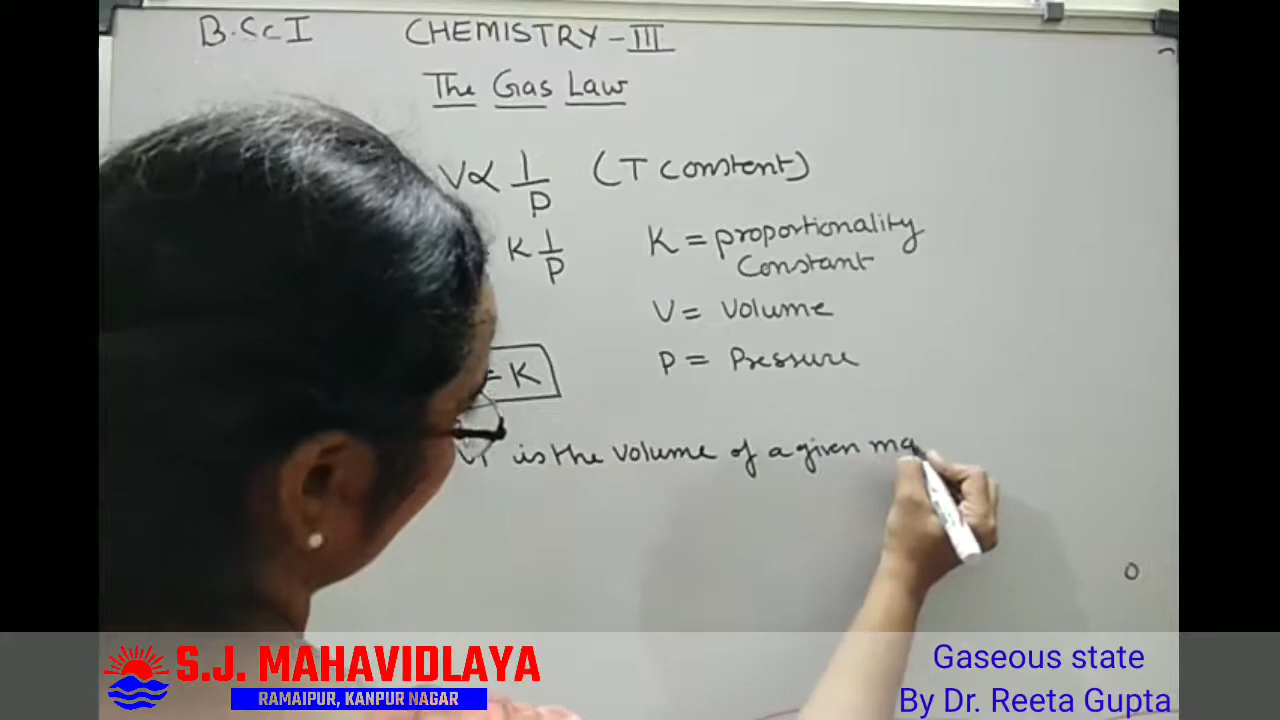 B.Sc I CHEMISTRY-III
The Gas Law
V∝ 1/P (T Constant)
K 1/P K = proportionality
Constant
V = Volume
= K P = Pressure
is the volume of a given ma
S.J. MAHAVIDLAYA
RAMAIPUR, KANPUR NAGAR
Gaseous state
By Dr. Reeta Gupta